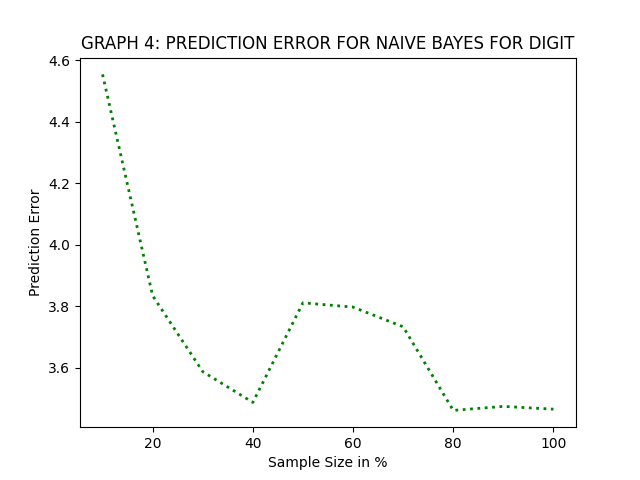 GRAPH 4: PREDICTION ERROR FOR NAIVE BAYES FOR DIGIT
4.6
4.4
4.2
4.0
3.8
3.6
Prediction Error
20 40 60 80 100
Sample Size in %